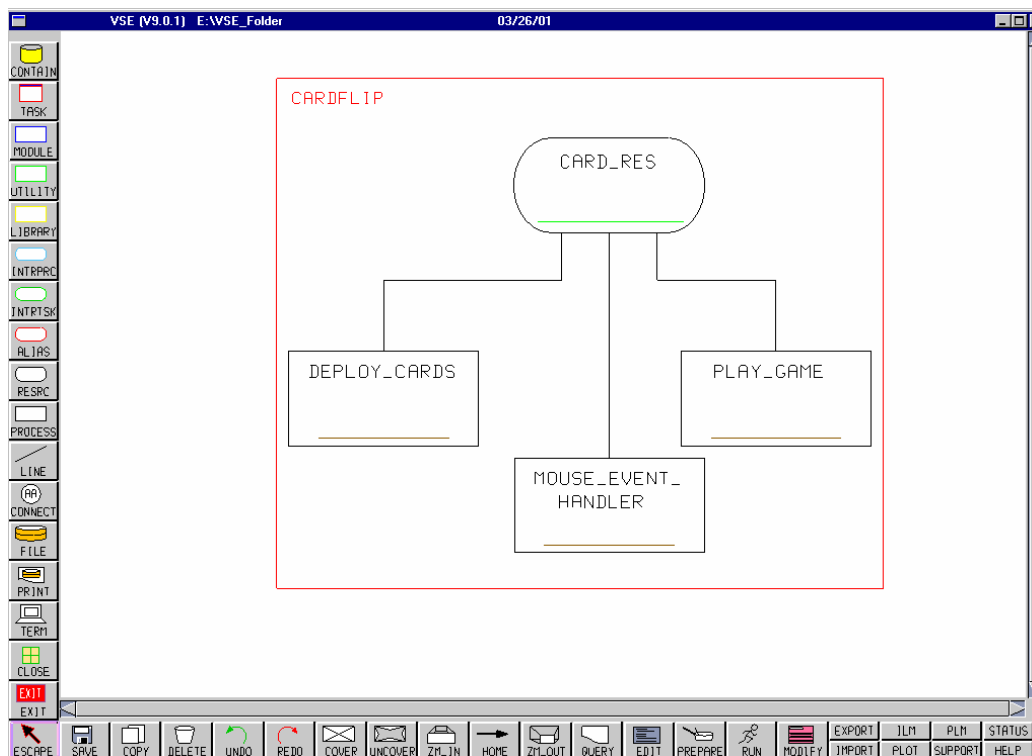 VSE (V9.0.1) E:\VSE_Folder 03/26/01
CONTAIN
TASK
MODULE
UTILITY
LIBRARY
INTRPRC
INTRTSK
ALIAS
RESRC
PROCESS
LINE
AA
CONNECT
FILE
PRINT
TERM
CLOSE
EXIT
EXIT
CARDFLIP
CARD_RES
DEPLOY_CARDS
PLAY_GAME
MOUSE_EVENT_
HANDLER
ESCAPE SAVE COPY DELETE UNDO REDO COVER UNCOVER ZM_IN HOME ZM_OUT QUERY EDIT PREPARE RUN MODIFY
EXPORT ILM PLM STATUS
IMPORT PLOT SUPPORT HELP